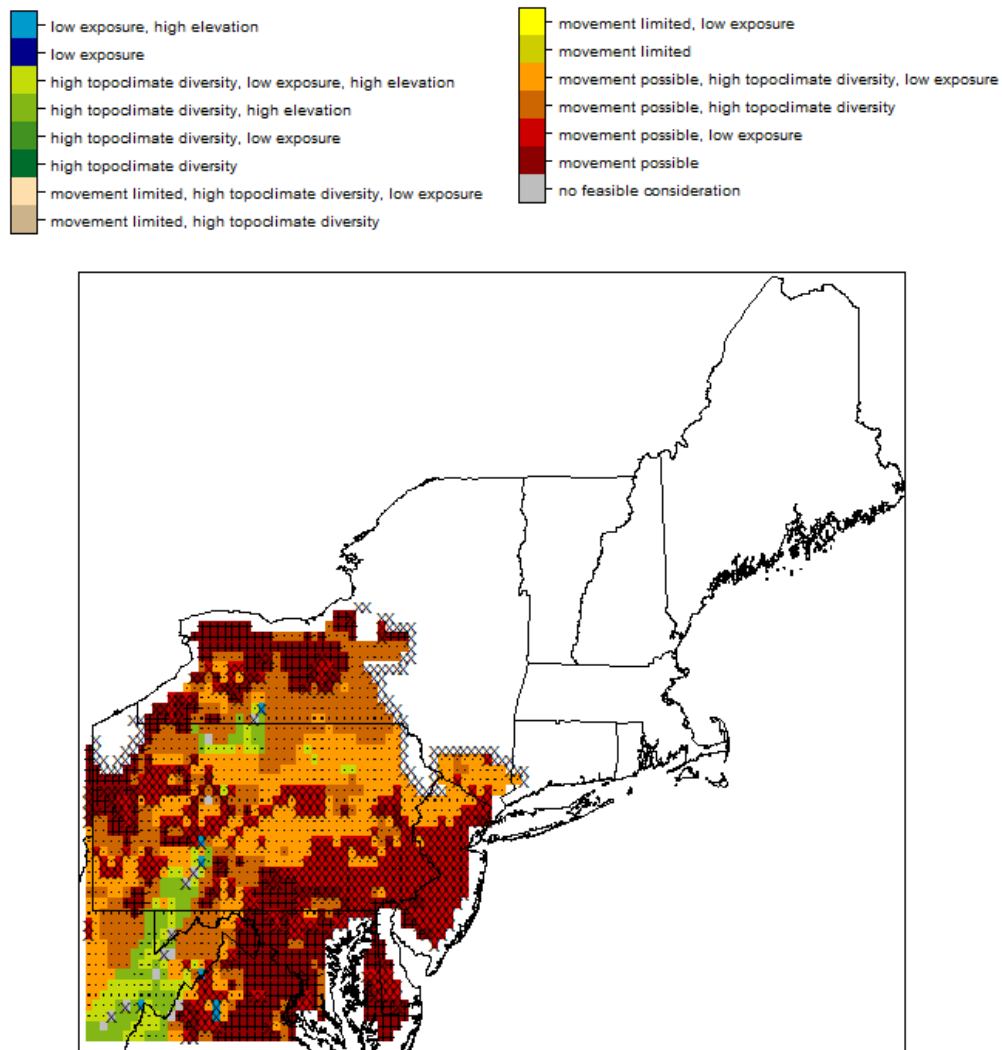 low exposure, high elevation
low exposure
high topoclimate diversity, low exposure, high elevation
high topoclimate diversity, high elevation
high topoclimate diversity, low exposure
high topoclimate diversity
movement limited, high topoclimate diversity, low exposure
movement limited, high topoclimate diversity
movement limited, low exposure
movement limited
movement possible, high topoclimate diversity, low exposure
movement possible, high topoclimate diversity
movement possible, low exposure
movement possible
no feasible consideration